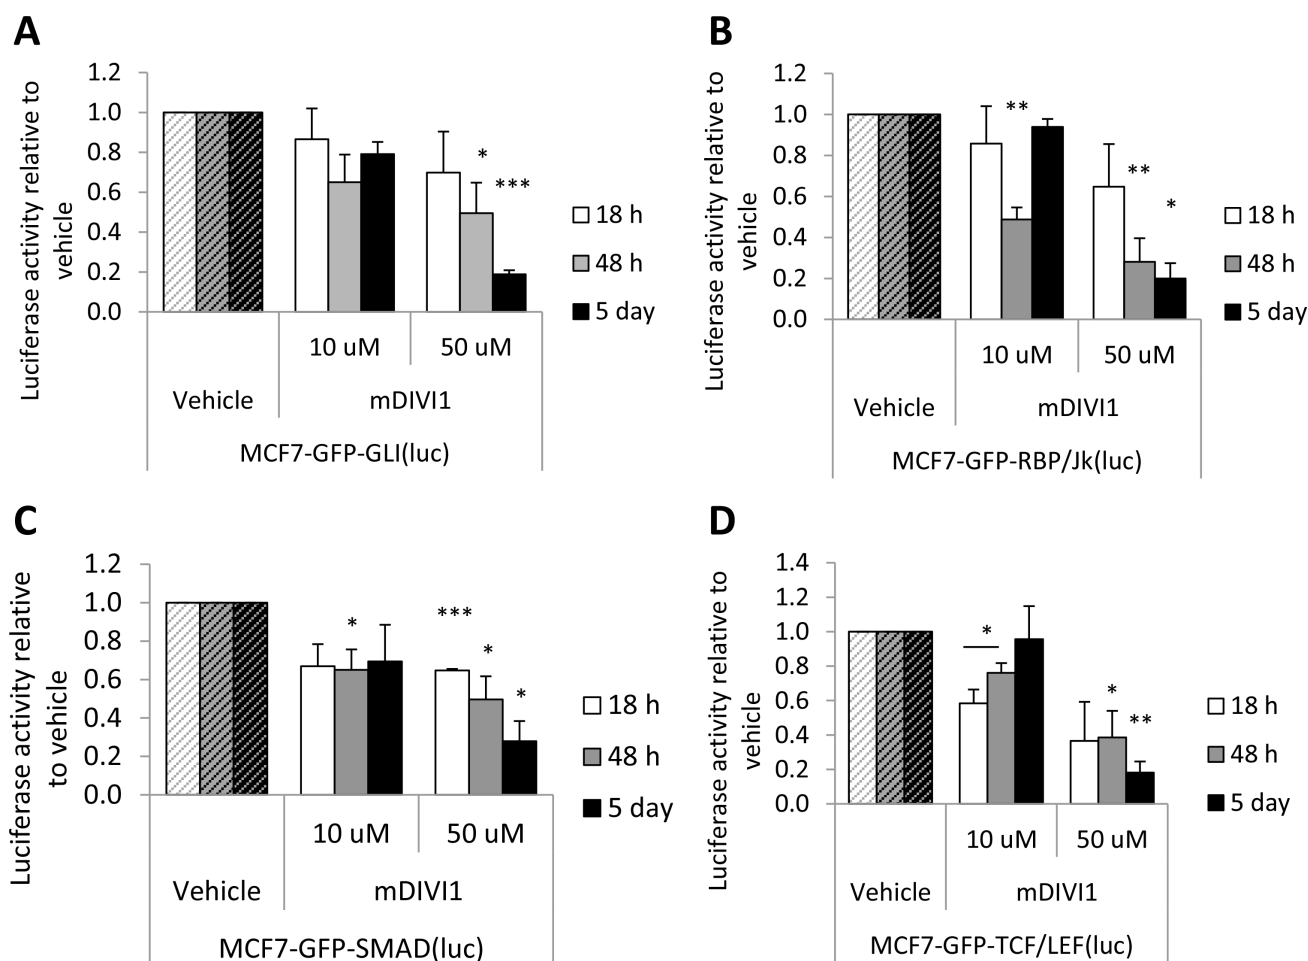 A
Luciferase activity relative to
vehicle
1.2
1.0
0.8
0.6
0.4
0.2
0.0
*
***
18 h
48 h
5 day
10 uM
50 uM
Vehicle
mDIVI1
MCF7-GFP-GLI(luc)
B
Luciferase activity relative to
vehicle
1.2
1.0
0.8
0.6
0.4
0.2
0.0
**
**
*
18 h
48 h
5 day
10 uM
50 uM
Vehicle
mDIVI1
MCF7-GFP-RBP/Jk(luc)
C
Luciferase activity relative
to vehicle
1.2
1.0
0.8
0.6
0.4
0.2
0.0
*
***
*
*
18 h
48 h
5 day
10 uM
50 uM
Vehicle
mDIVI1
MCF7-GFP-SMAD(luc)
D
Luciferase activity relative to
vehicle
1.4
1.2
1.0
0.8
0.6
0.4
0.2
0.0
*
*
**
18 h
48 h
5 day
10 uM
50 uM
Vehicle
mDIVI1
MCF7-GFP-TCF/LEF(luc)